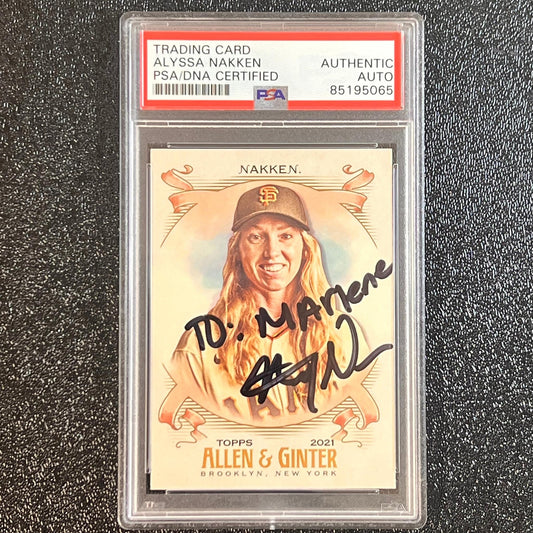 TRADING CARD
ALYSSA NAKKEN
PSA/DNA CERTIFIED
AUTHENTIC
AUTO
85195065
PSA
NAKKEN.
SF
TO: MArlene
TOPPS 2021
ALLEN & GINTER
BROOKLYN, NEW YORK